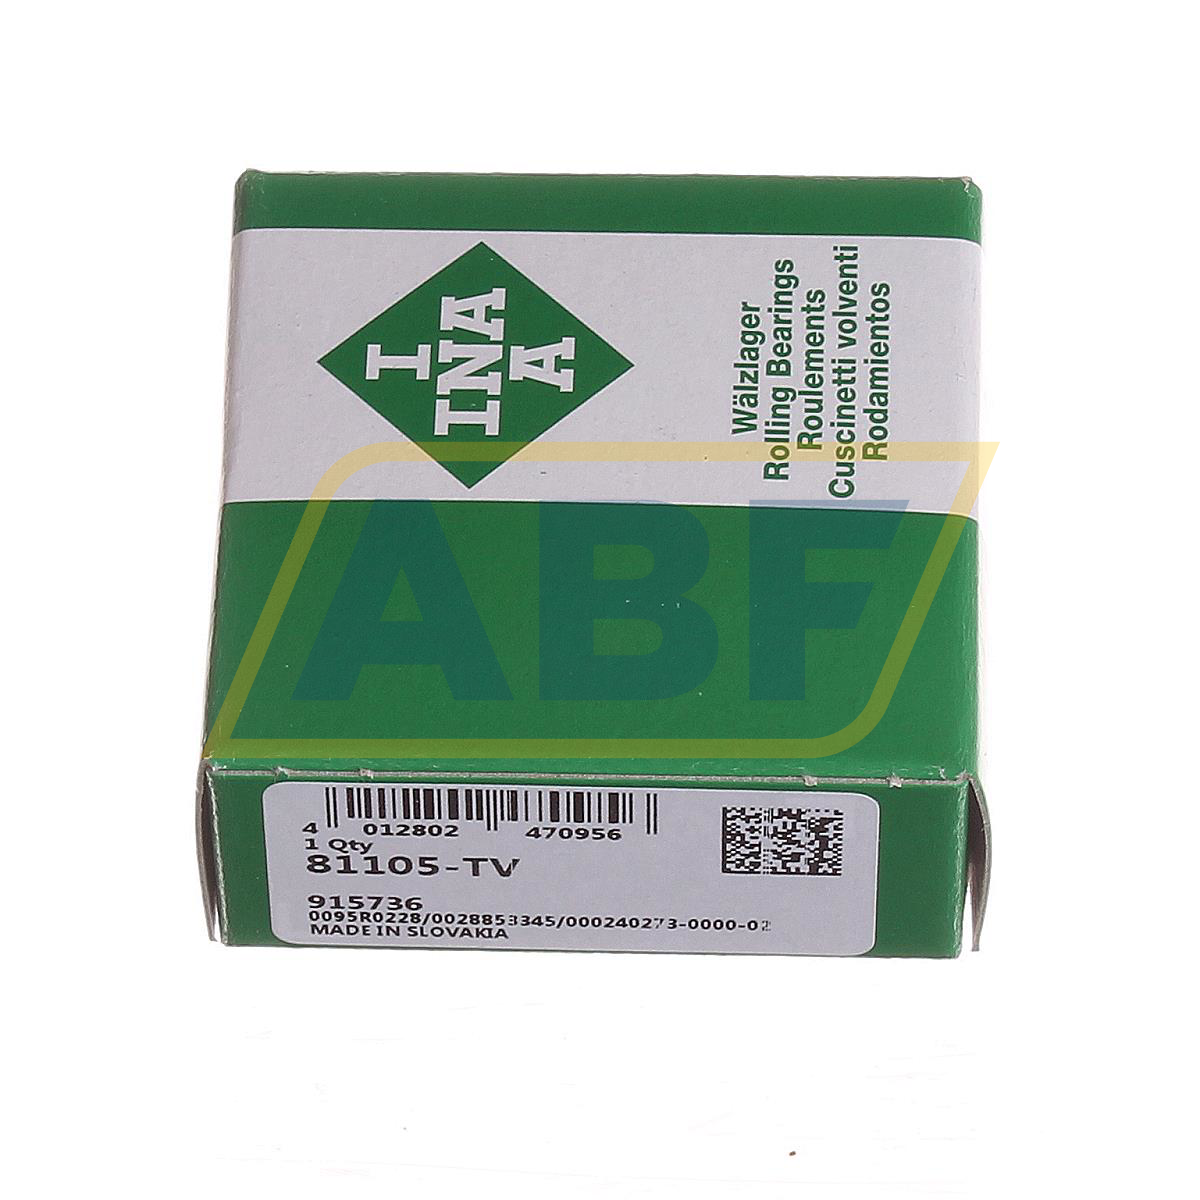 I
INA
A
Wälzlager
Rolling Bearings
Roulements
Cuscinetti volventi
Rodamientos
ABF
4 012802 470956
1 Qty
81105-TV
915736
0095R0228/0028853345/000240273-0000-02
MADE IN SLOVAKIA